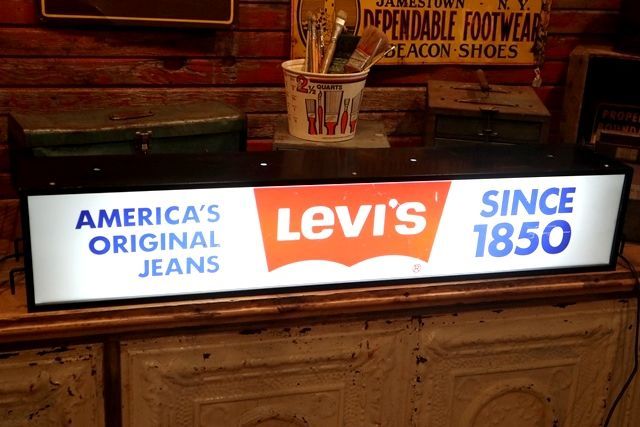 JAMESTOWN N.Y.
DEPENDABLE FOOTWEAR
BEACON-SHOES
2½ QUARTS
AMERICA'S
ORIGINAL
JEANS
Levi's
®
SINCE
1850